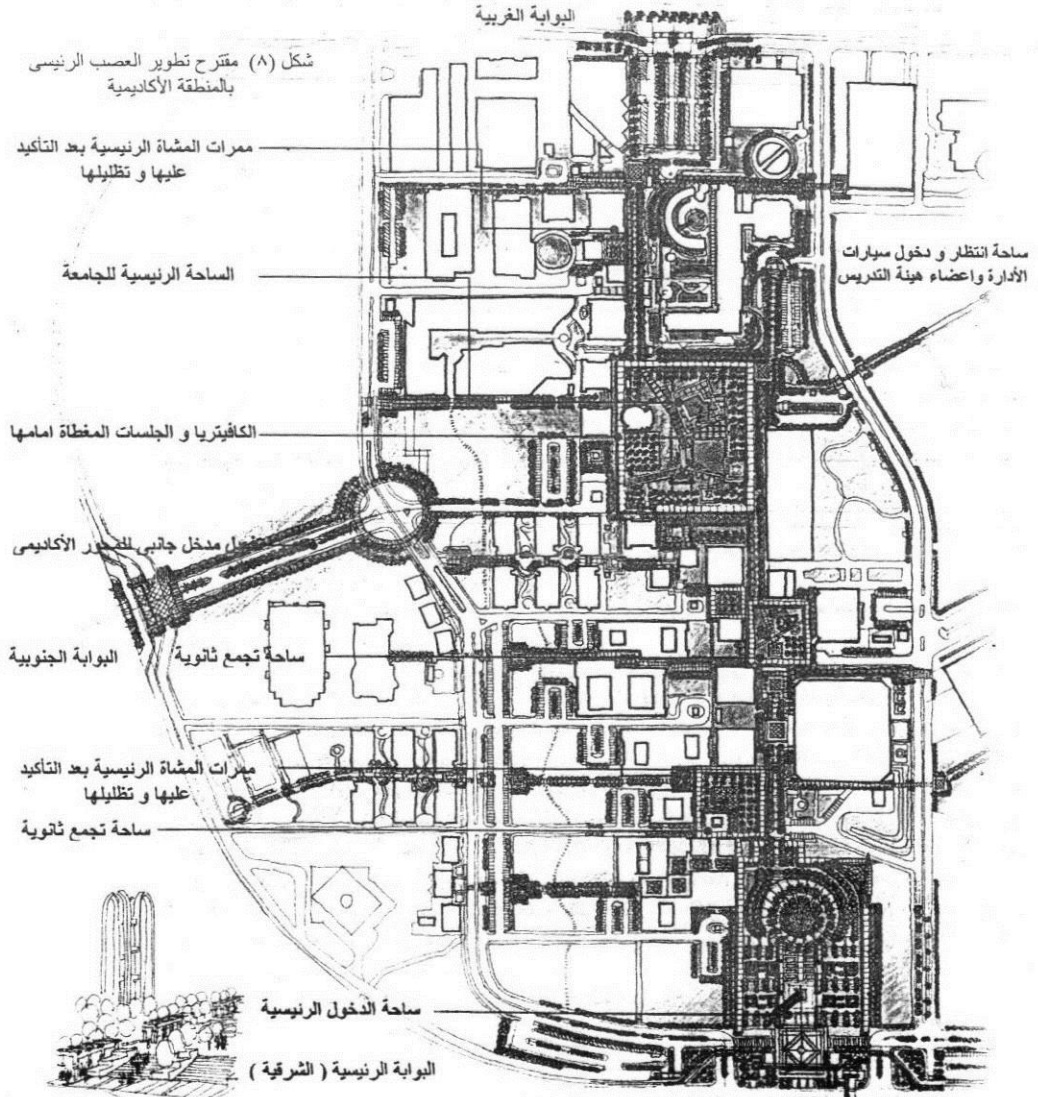 البوابة الغربية
شكل (٨) مقترح تطوير العصب الرئيسى
بالمنطقة الأكاديمية
ممرات المشاة الرئيسية بعد التأكيد
عليها و تظليلها
ساحة انتظار و دخول سيارات
الأدارة واعضاء هيئة التدريس
الساحة الرئيسية للجامعة
الكافيتريا و الجلسات المغطاة امامها
مدخل جانبي للمحور الأكاديمى
ساحة تجمع ثانوية
البوابة الجنوبية
ممرات المشاة الرئيسية بعد التأكيد
عليها و تظليلها
ساحة تجمع ثانوية
ساحة الدخول الرئيسية
البوابة الرئيسية ( الشرقية )